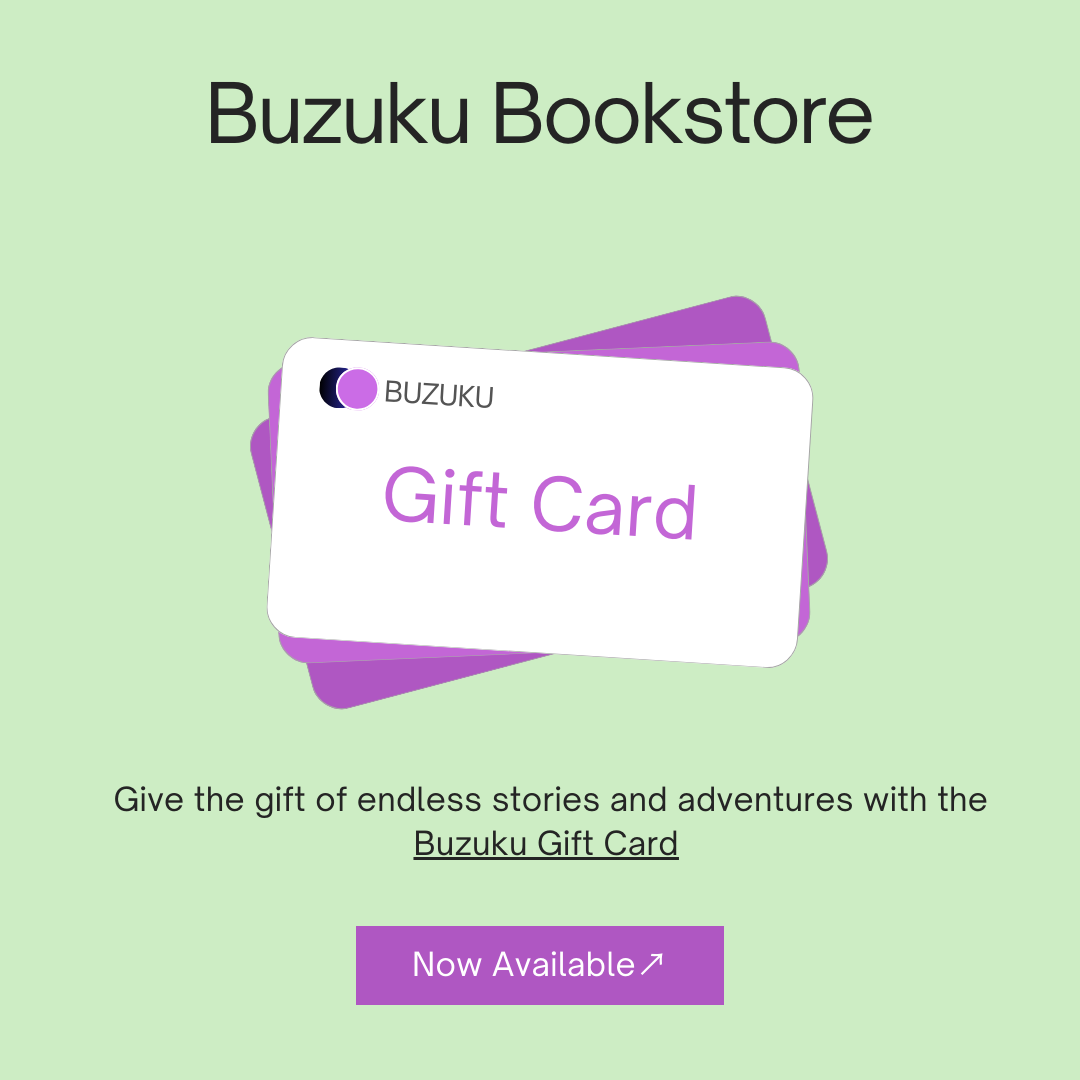 Buzuku Bookstore
BUZUKU
Gift Card
Give the gift of endless stories and adventures with the
Buzuku Gift Card
Now Available↗